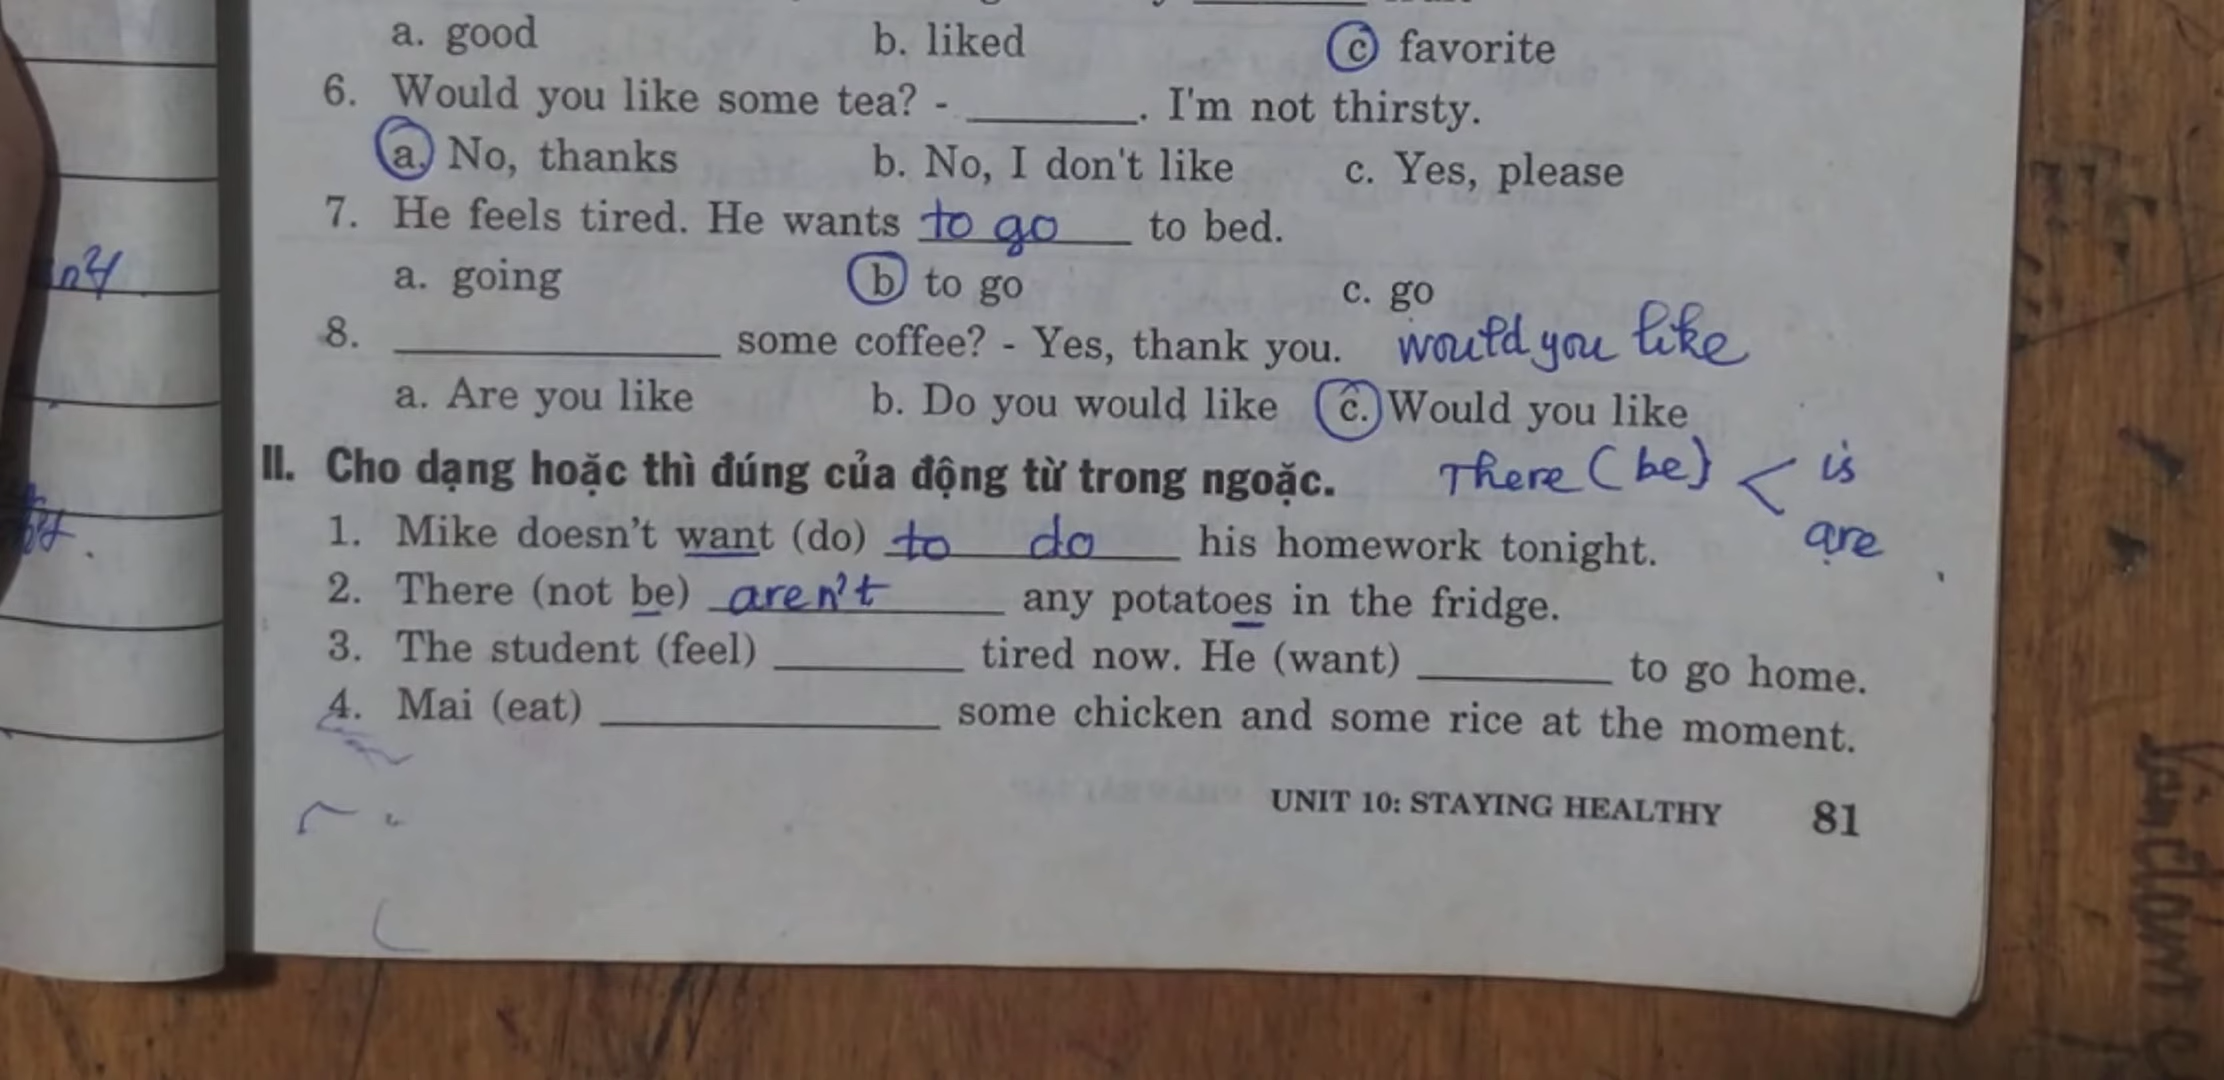 a. good b. liked c favorite
6. Would you like some tea? - ________. I'm not thirsty.
a. No, thanks b. No, I don't like c. Yes, please
7. He feels tired. He wants to go to bed.
a. going b to go c. go
8. ________ some coffee? - Yes, thank you. would you like
a. Are you like b. Do you would like c. Would you like
II. Cho dạng hoặc thì đúng của động từ trong ngoặc. There (be) < is
are
1. Mike doesn't want (do) to do his homework tonight.
2. There (not be) aren't any potatoes in the fridge.
3. The student (feel) ________ tired now. He (want) ________ to go home.
4. Mai (eat) ________ some chicken and some rice at the moment.
UNIT 10: STAYING HEALTHY 81